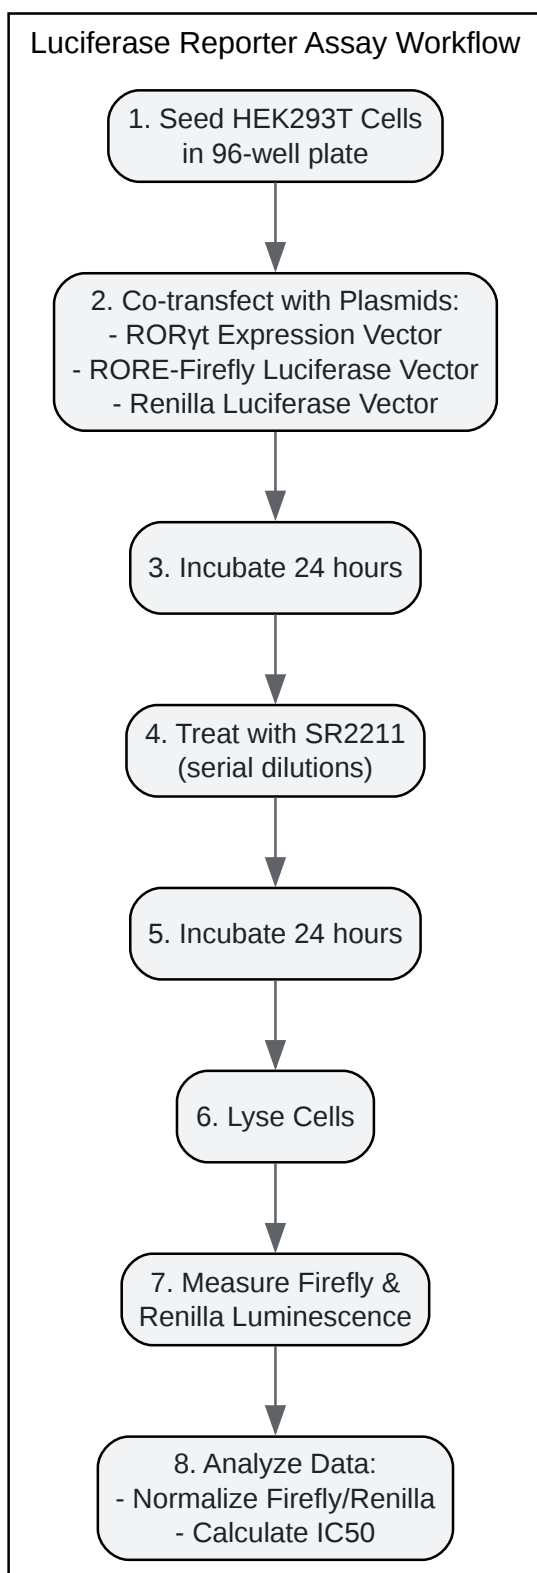 Luciferase Reporter Assay Workflow
1. Seed HEK293T Cells
in 96-well plate
2. Co-transfect with Plasmids:
- RORγt Expression Vector
- RORE-Firefly Luciferase Vector
- Renilla Luciferase Vector
3. Incubate 24 hours
4. Treat with SR2211
(serial dilutions)
5. Incubate 24 hours
6. Lyse Cells
7. Measure Firefly &
Renilla Luminescence
8. Analyze Data:
- Normalize Firefly/Renilla
- Calculate IC50